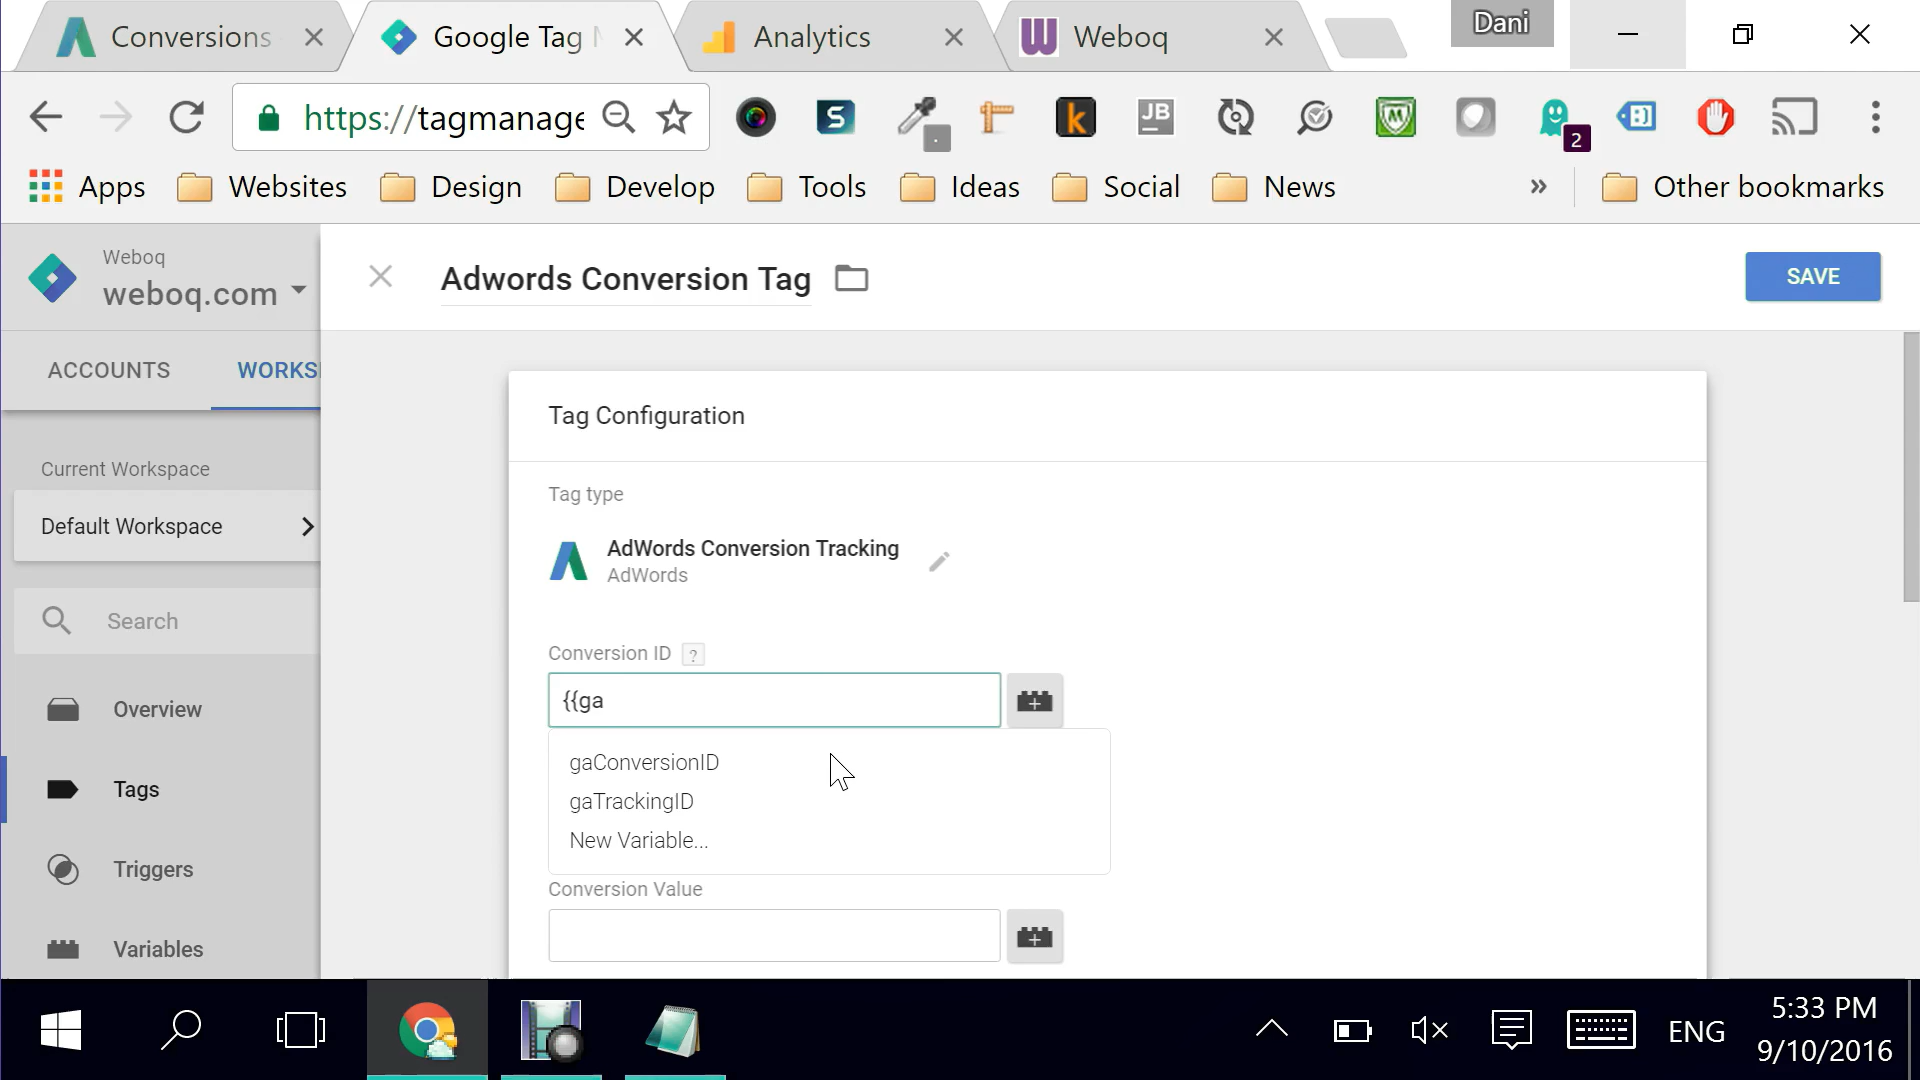 Conversions
Google Tag
Analytics
Weboq
Dani
https://tagmanage
S
k
JB
M
2
Apps
Websites
Design
Develop
Tools
Ideas
Social
News
»
Other bookmarks
Weboq
weboq.com
Adwords Conversion Tag
SAVE
ACCOUNTS
WORKS
Tag Configuration
Current Workspace
Default Workspace
Tag type
AdWords Conversion Tracking
AdWords
Search
Conversion ID ?
{{ga
gaConversionID
gaTrackingID
New Variable...
Conversion Value
Overview
Tags
Triggers
Variables
ENG
5:33 PM
9/10/2016